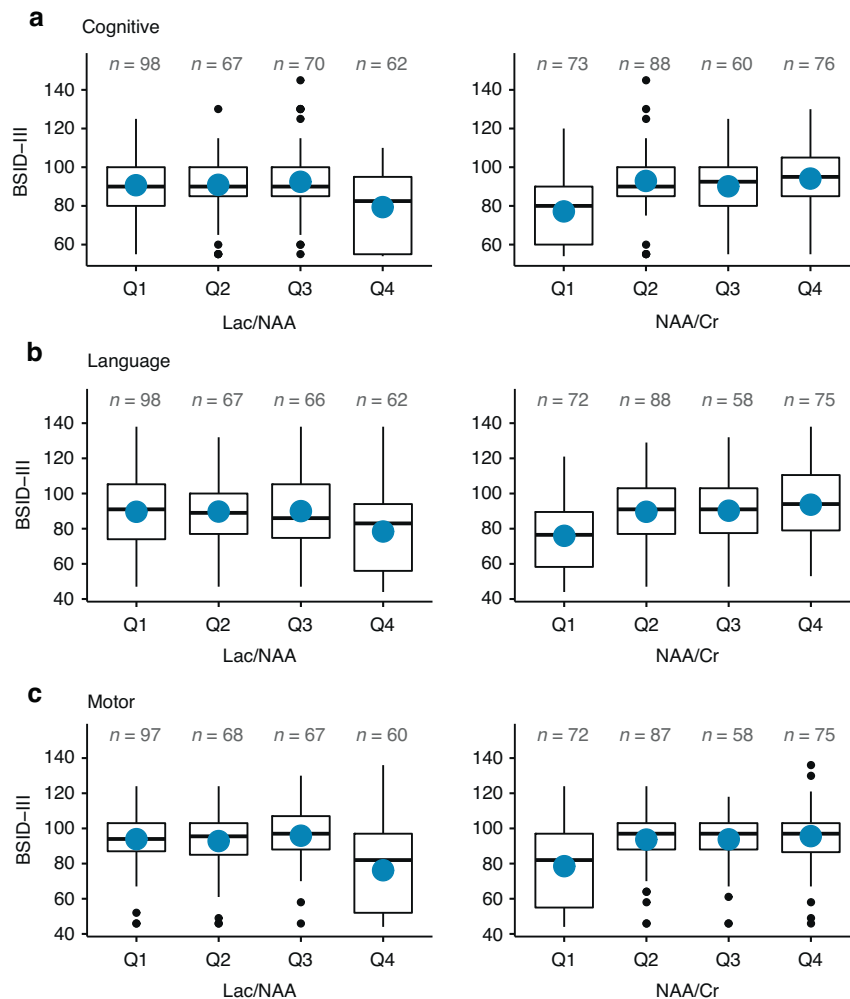 a Cognitive
n = 98 n = 67 n = 70 n = 62 n = 73 n = 88 n = 60 n = 76
BSID–III
140
120
100
80
60
Q1 Q2 Q3 Q4 Q1 Q2 Q3 Q4
Lac/NAA NAA/Cr
b Language
n = 98 n = 67 n = 66 n = 62 n = 72 n = 88 n = 58 n = 75
BSID–III
140
120
100
80
60
40
140
120
100
80
60
40
Q1 Q2 Q3 Q4 Q1 Q2 Q3 Q4
Lac/NAA NAA/Cr
c Motor
n = 97 n = 68 n = 67 n = 60 n = 72 n = 87 n = 58 n = 75
BSID–III
140
120
100
80
60
40
140
120
100
80
60
40
Q1 Q2 Q3 Q4 Q1 Q2 Q3 Q4
Lac/NAA NAA/Cr